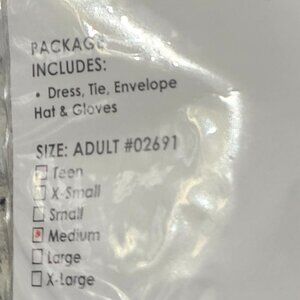 PACKAGE
INCLUDES:
• Dress, Tie, Envelope
Hat & Gloves
SIZE: ADULT #02691
Teen
X-Small
Small
Medium
Large
X-Large